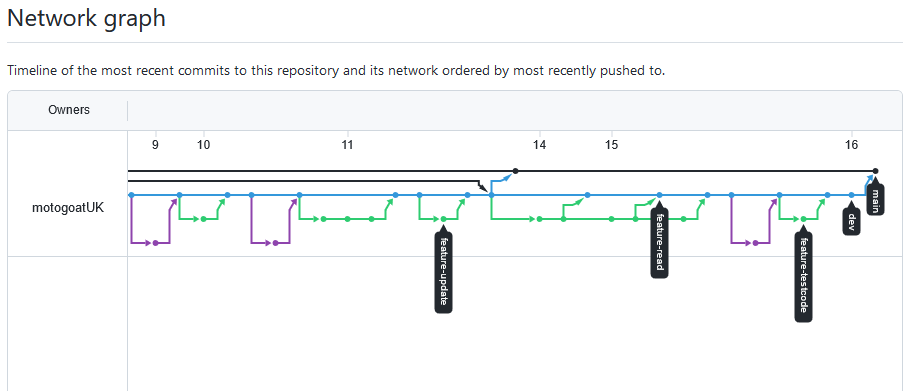 Network graph
Timeline of the most recent commits to this repository and its network ordered by most recently pushed to.
Owners
9 10 11 14 15 16
motogoatUK
main
dev
feature-read
feature-update
feature-testcode